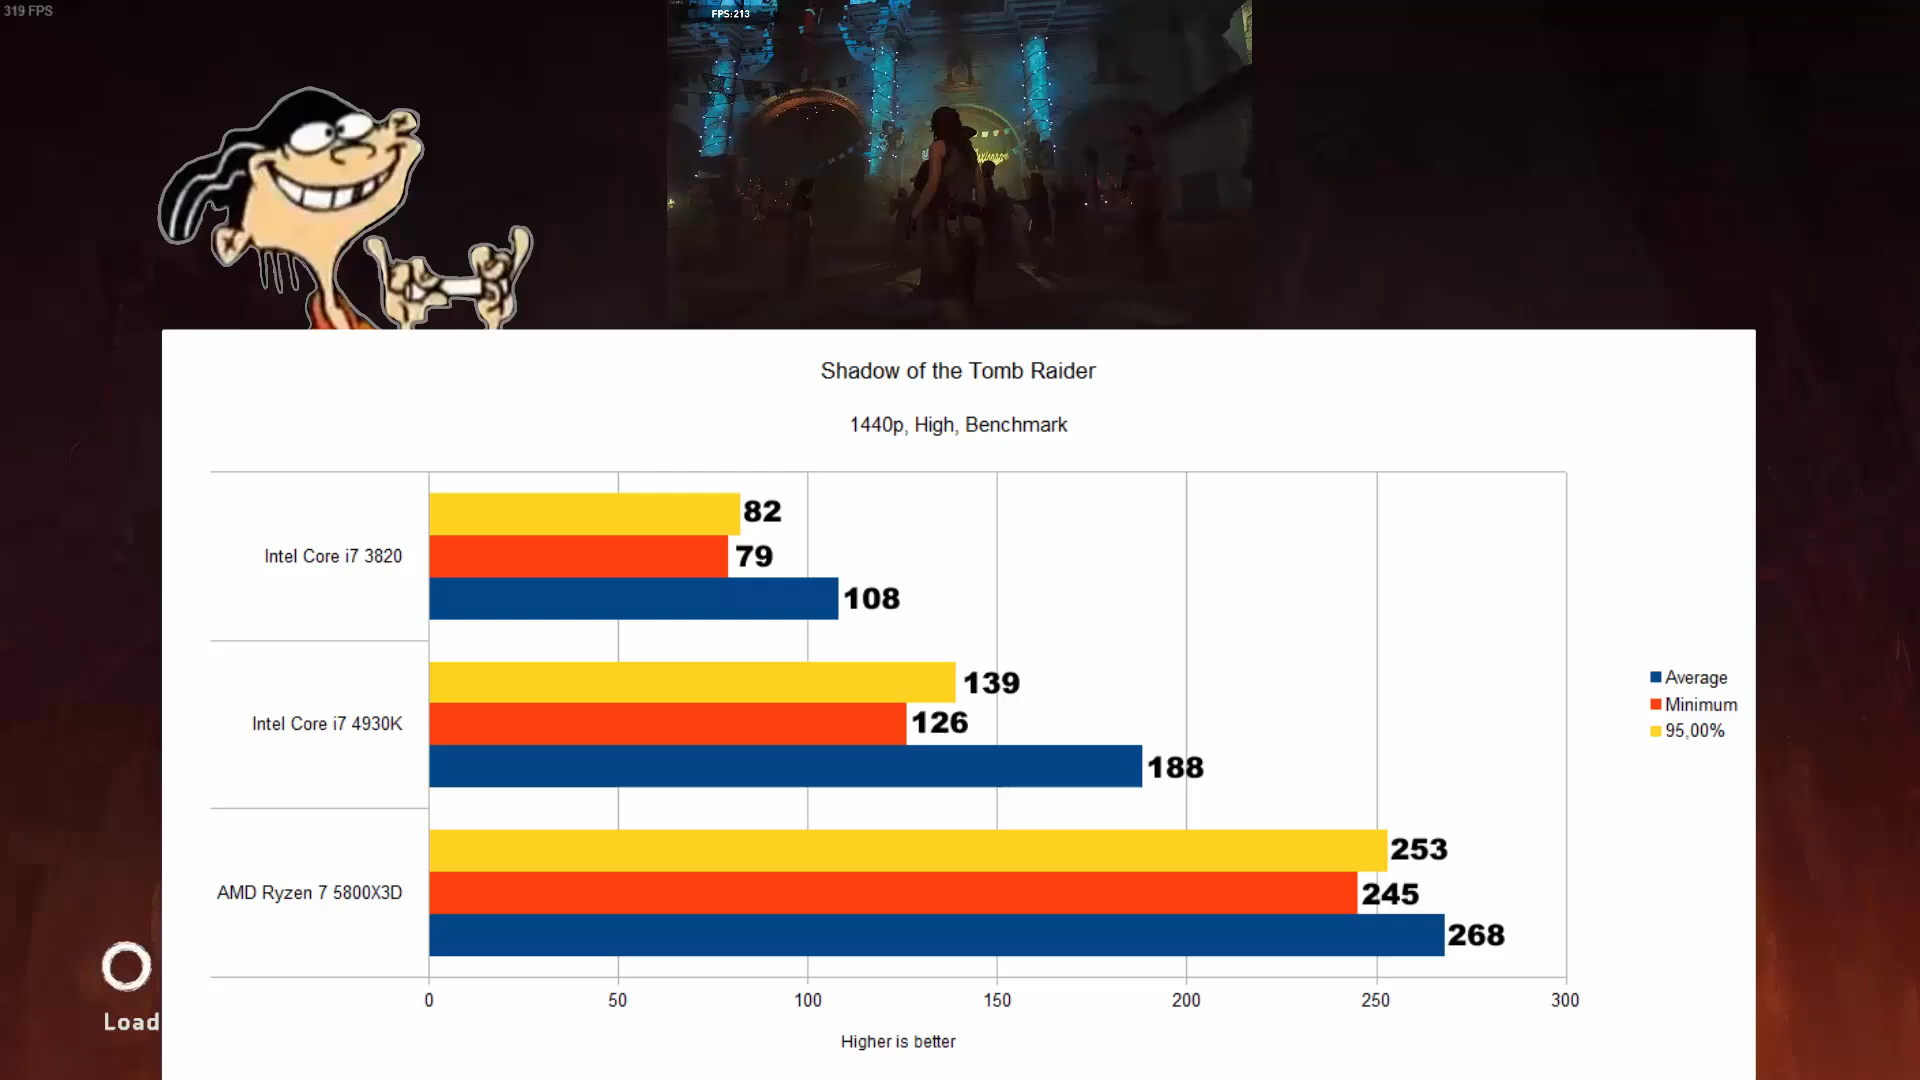 319 FPS
FPS:213
Shadow of the Tomb Raider
1440p, High, Benchmark
82
Intel Core i7 3820
79
108
139
Intel Core i7 4930K
126
188
253
AMD Ryzen 7 5800X3D
245
268
Average
Minimum
95,00%
0
50
100
150
200
250
300
Higher is better
Load